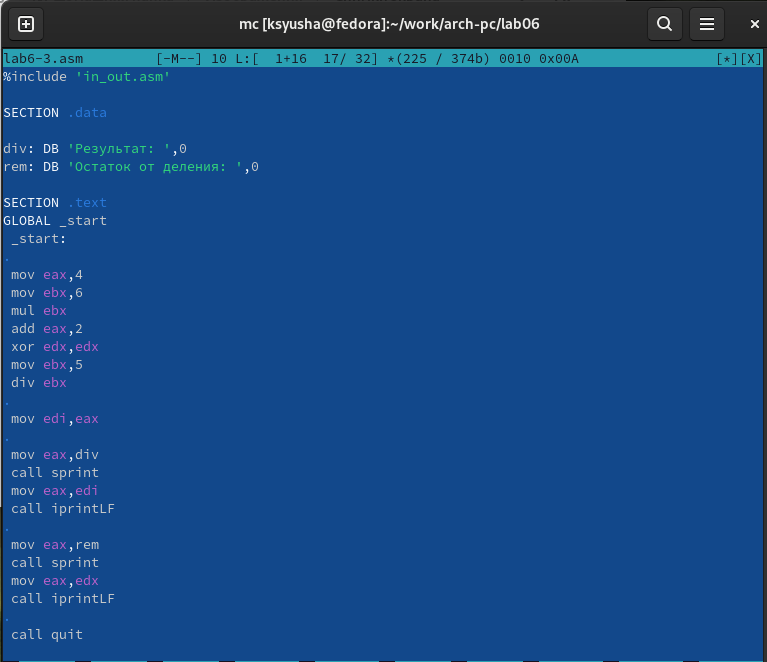 mc [ksyusha@fedora]:~/work/arch-pc/lab06
lab6-3.asm [-M--] 10 L:[ 1+16 17/ 32] *(225 / 374b) 0010 0x00A [*][X]
%include 'in_out.asm'
SECTION .data
div: DB 'Результат: ',0
rem: DB 'Остаток от деления: ',0
SECTION .text
GLOBAL _start
_start:
.
mov eax,4
mov ebx,6
mul ebx
add eax,2
xor edx,edx
mov ebx,5
div ebx
.
mov edi,eax
.
mov eax,div
call sprint
mov eax,edi
call iprintLF
.
mov eax,rem
call sprint
mov eax,edx
call iprintLF
.
call quit